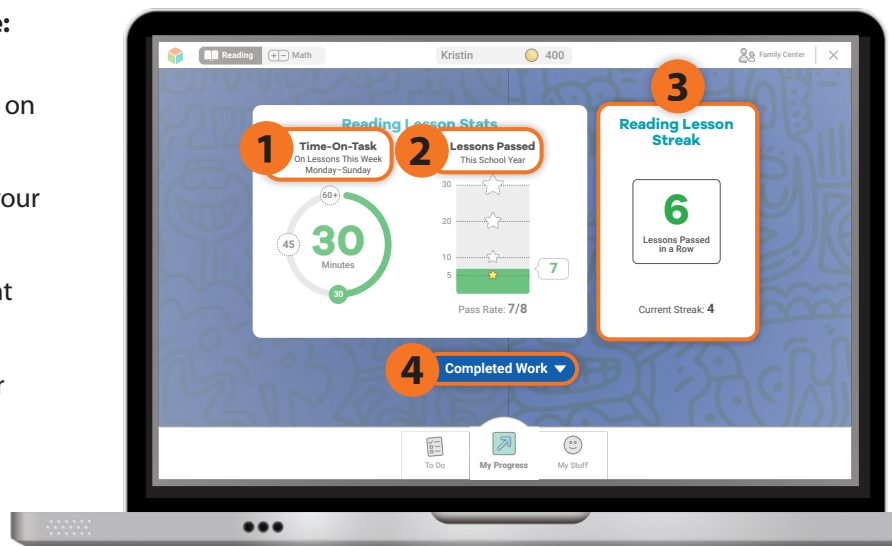 e:
on
your
nt
r
Reading
Math
Kristin
400
Family Center
1
2
3
4
Reading Lesson Stats
Time-On-Task
On Lessons This Week
Monday–Sunday
60+
45
30
Minutes
30
Lessons Passed
This School Year
30
20
10
5
7
Pass Rate: 7/8
Reading Lesson
Streak
6
Lessons Passed
in a Row
Current Streak: 4
Completed Work
To Do
My Progress
My Stuff